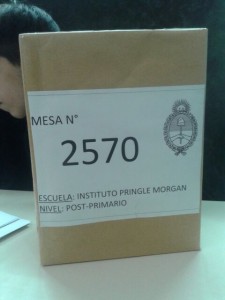 MESA N°
2570
ESCUELA: INSTITUTO PRINGLE MORGAN
NIVEL: POST-PRIMARIO